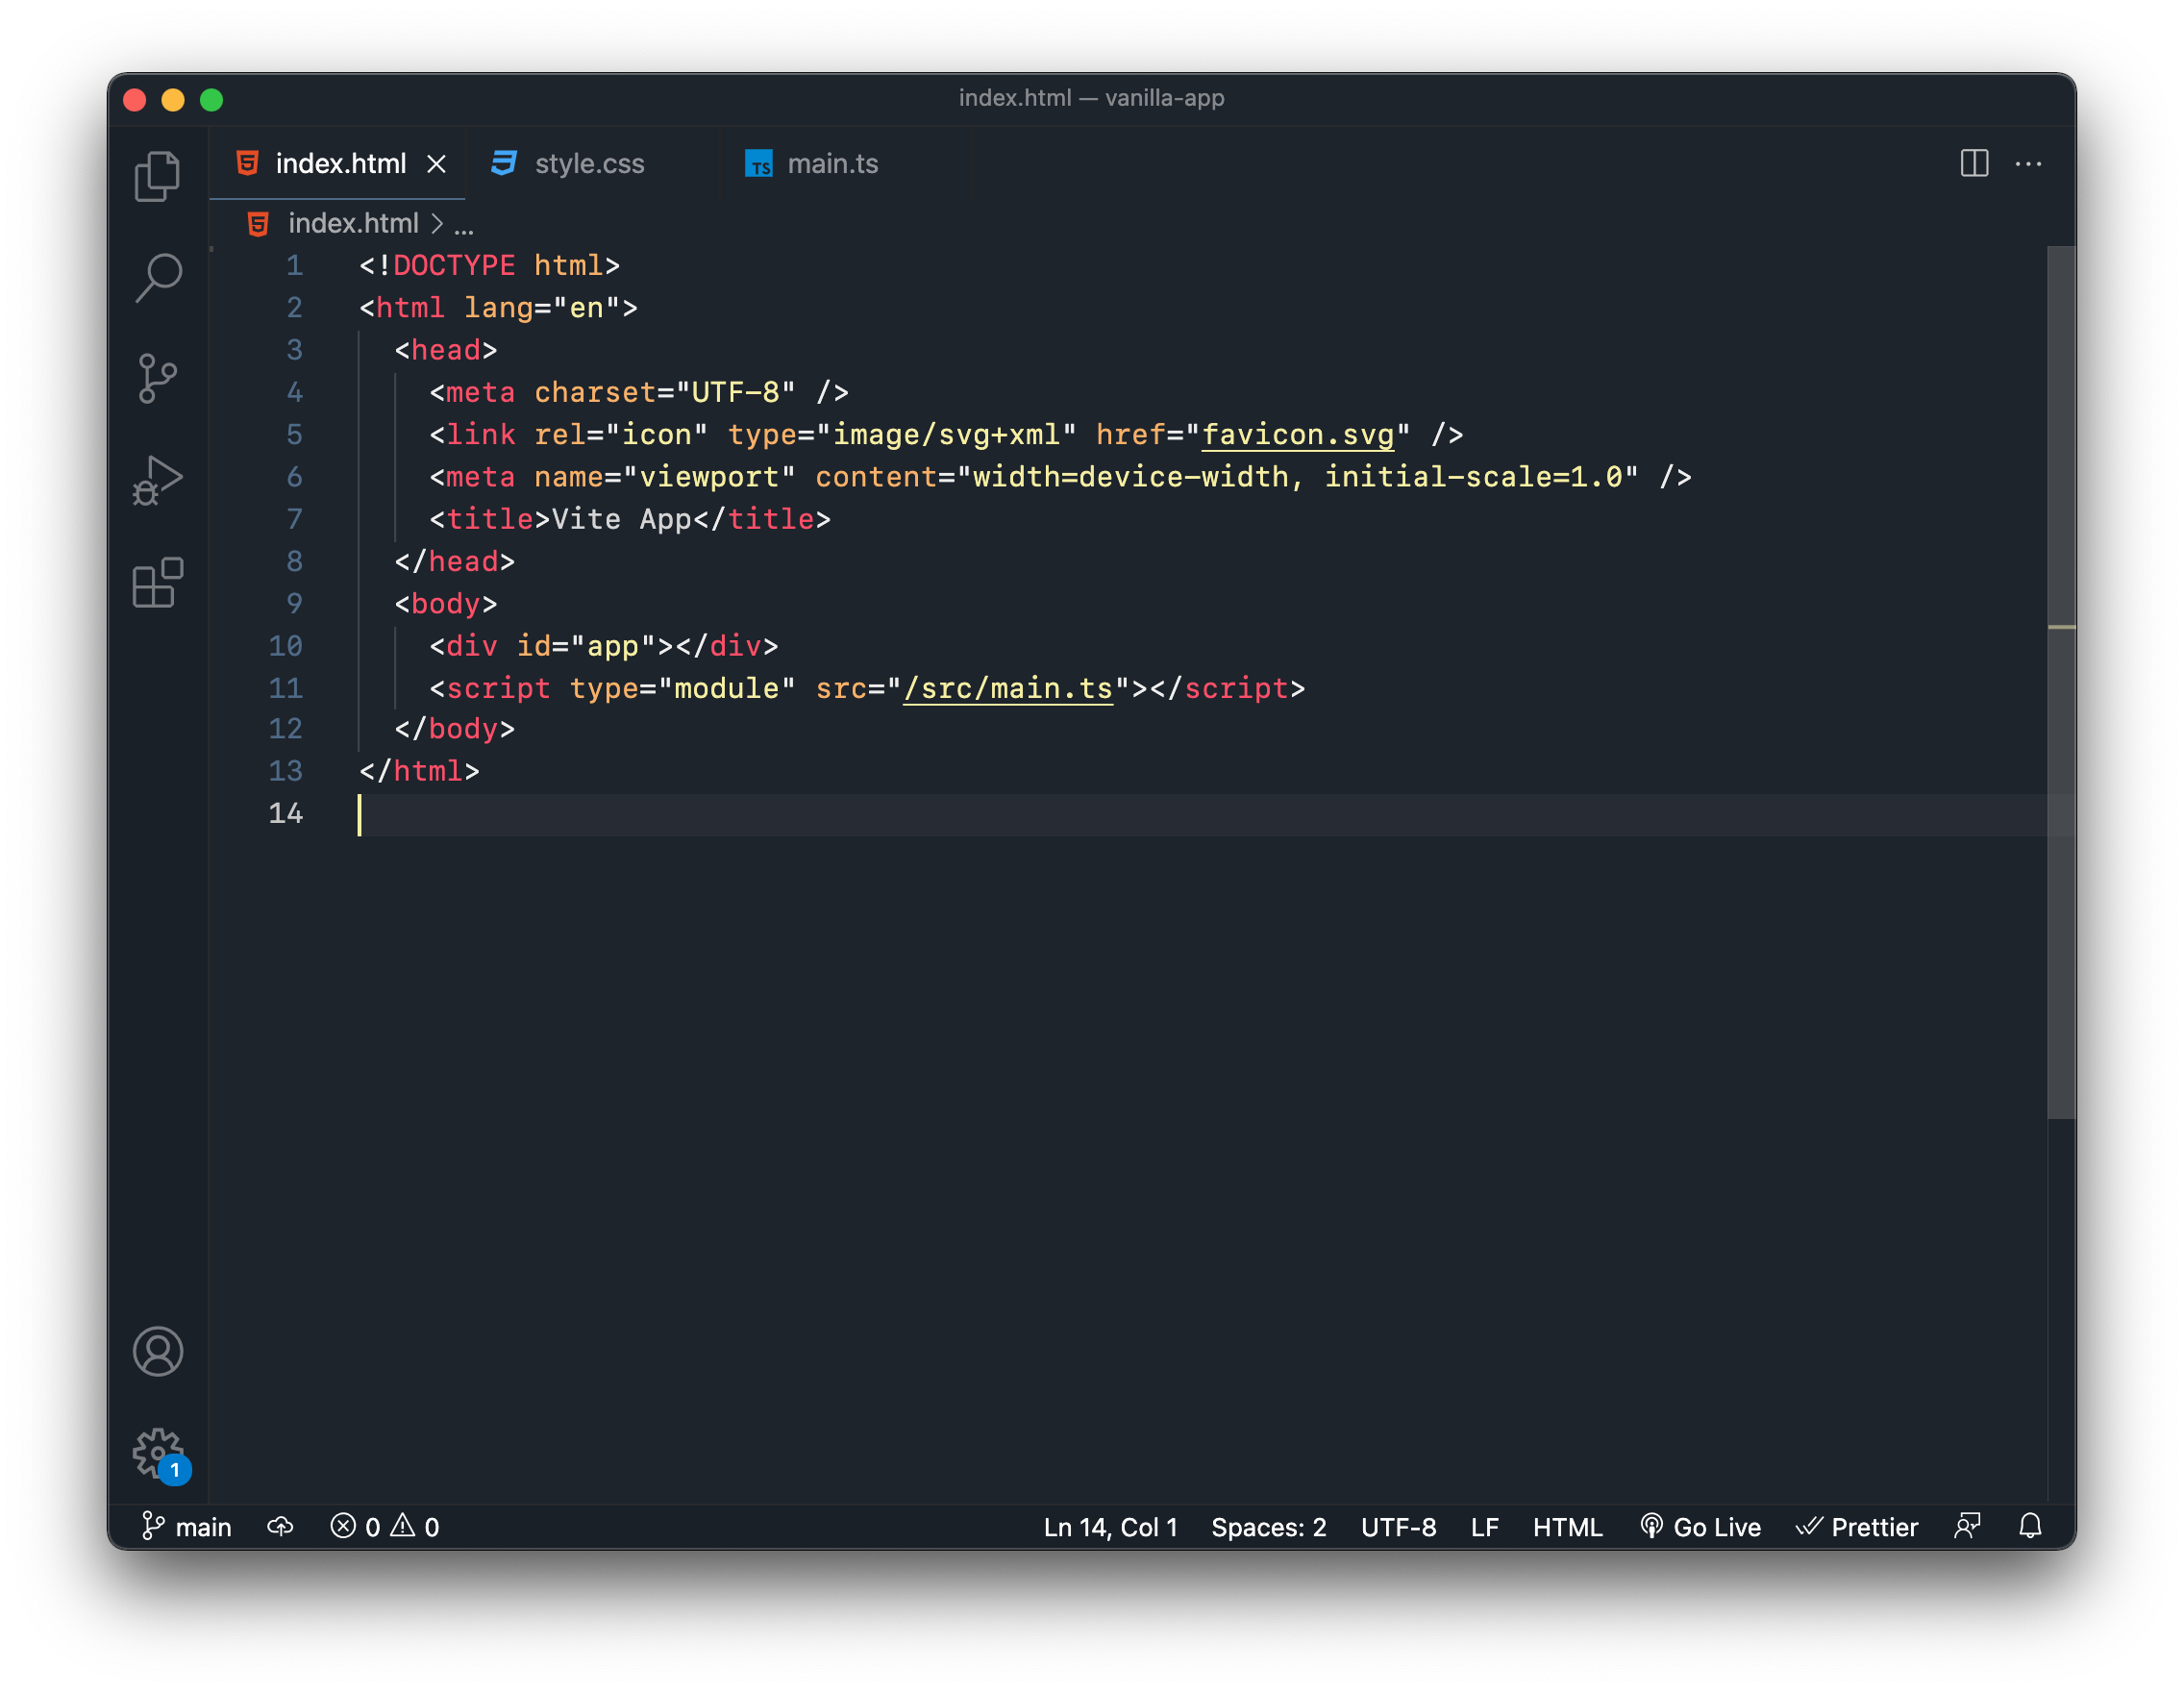 index.html — vanilla-app
index.html style.css TS main.ts
index.html > ...
1 <!DOCTYPE html>
2 <html lang="en">
3 <head>
4 <meta charset="UTF-8" />
5 <link rel="icon" type="image/svg+xml" href="favicon.svg" />
6 <meta name="viewport" content="width=device-width, initial-scale=1.0" />
7 <title>Vite App</title>
8 </head>
9 <body>
10 <div id="app"></div>
11 <script type="module" src="/src/main.ts"></script>
12 </body>
13 </html>
14
1
main 0 0 Ln 14, Col 1 Spaces: 2 UTF-8 LF HTML Go Live Prettier